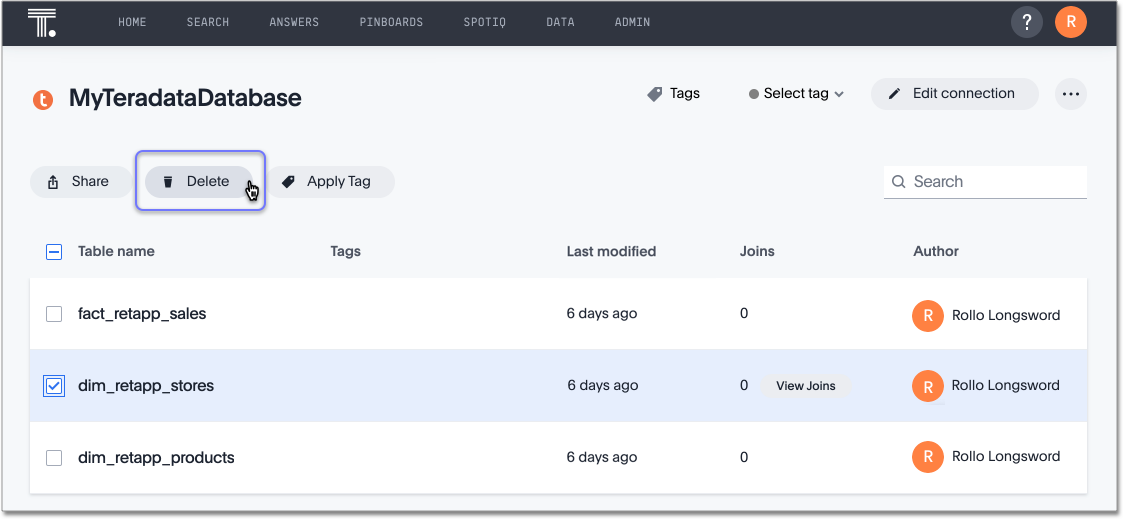 T. HOME SEARCH ANSWERS PINBOARDS SPOTIQ DATA ADMIN ? R
t MyTeradataDatabase Tags Select tag Edit connection
Share Delete Apply Tag Search
Table name Tags Last modified Joins Author
fact_retapp_sales 6 days ago 0 R Rollo Longsword
dim_retapp_stores 6 days ago 0 View Joins R Rollo Longsword
dim_retapp_products 6 days ago 0 R Rollo Longsword